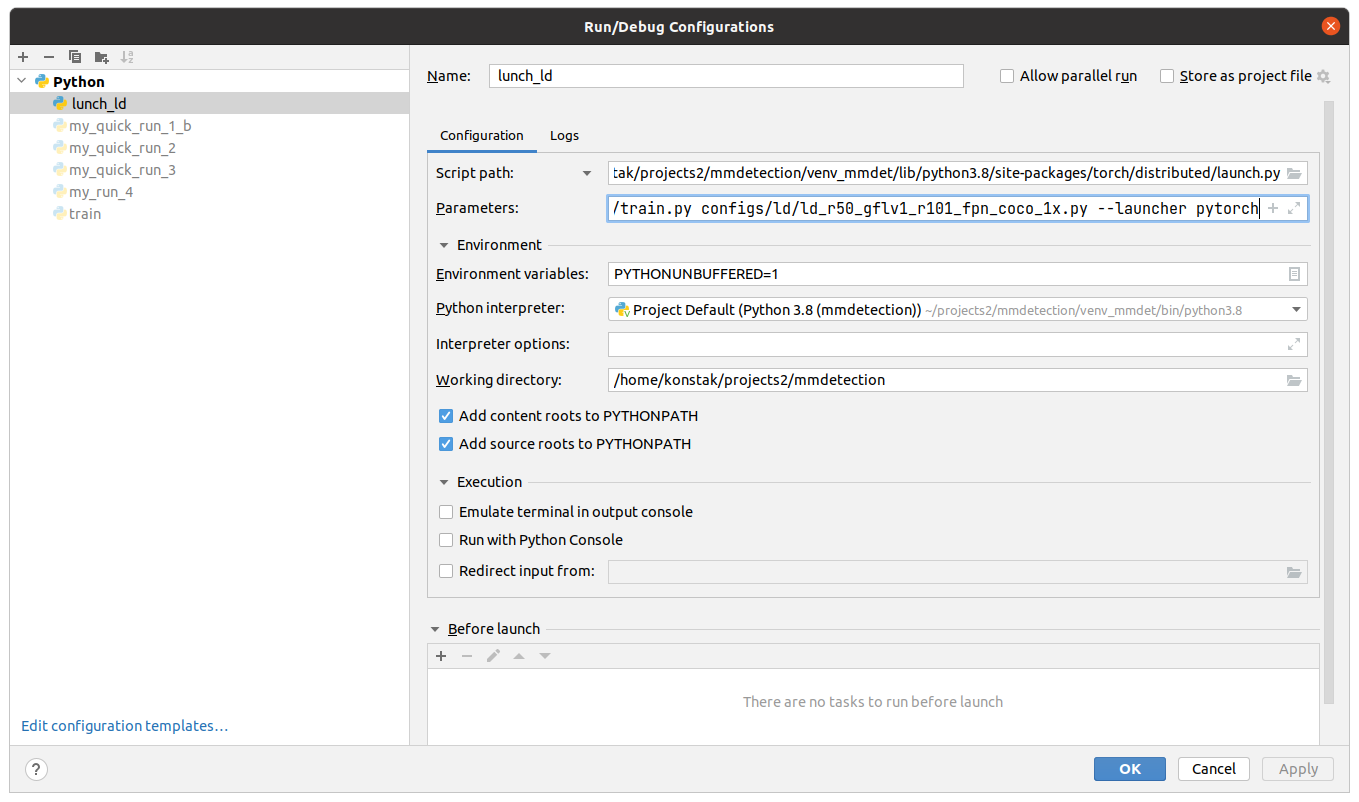 Run/Debug Configurations
Python
lunch_ld
my_quick_run_1_b
my_quick_run_2
my_quick_run_3
my_run_4
train
Edit configuration templates...
Name: lunch_ld Allow parallel run Store as project file
Configuration Logs
Script path: tak/projects2/mmdetection/venv_mmdet/lib/python3.8/site-packages/torch/distributed/launch.py
Parameters: /train.py configs/ld/ld_r50_gflv1_r101_fpn_coco_1x.py --launcher pytorch
Environment
Environment variables: PYTHONUNBUFFERED=1
Python interpreter: Project Default (Python 3.8 (mmdetection)) ~/projects2/mmdetection/venv_mmdet/bin/python3.8
Interpreter options:
Working directory: /home/konstak/projects2/mmdetection
Add content roots to PYTHONPATH
Add source roots to PYTHONPATH
Execution
Emulate terminal in output console
Run with Python Console
Redirect input from:
Before launch
There are no tasks to run before launch
? OK Cancel Apply